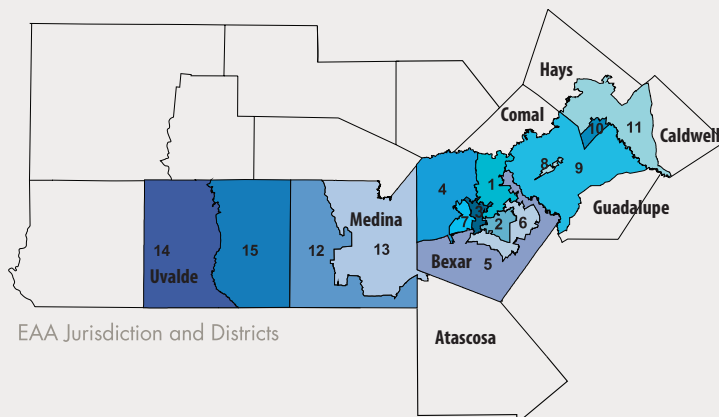 Hays
Comal
10
11
Caldwell
8
9
4
1
3
Medina
Guadalupe
7
2
6
14
15
12
13
Uvalde
Bexar
5
EAA Jurisdiction and Districts
Atascosa